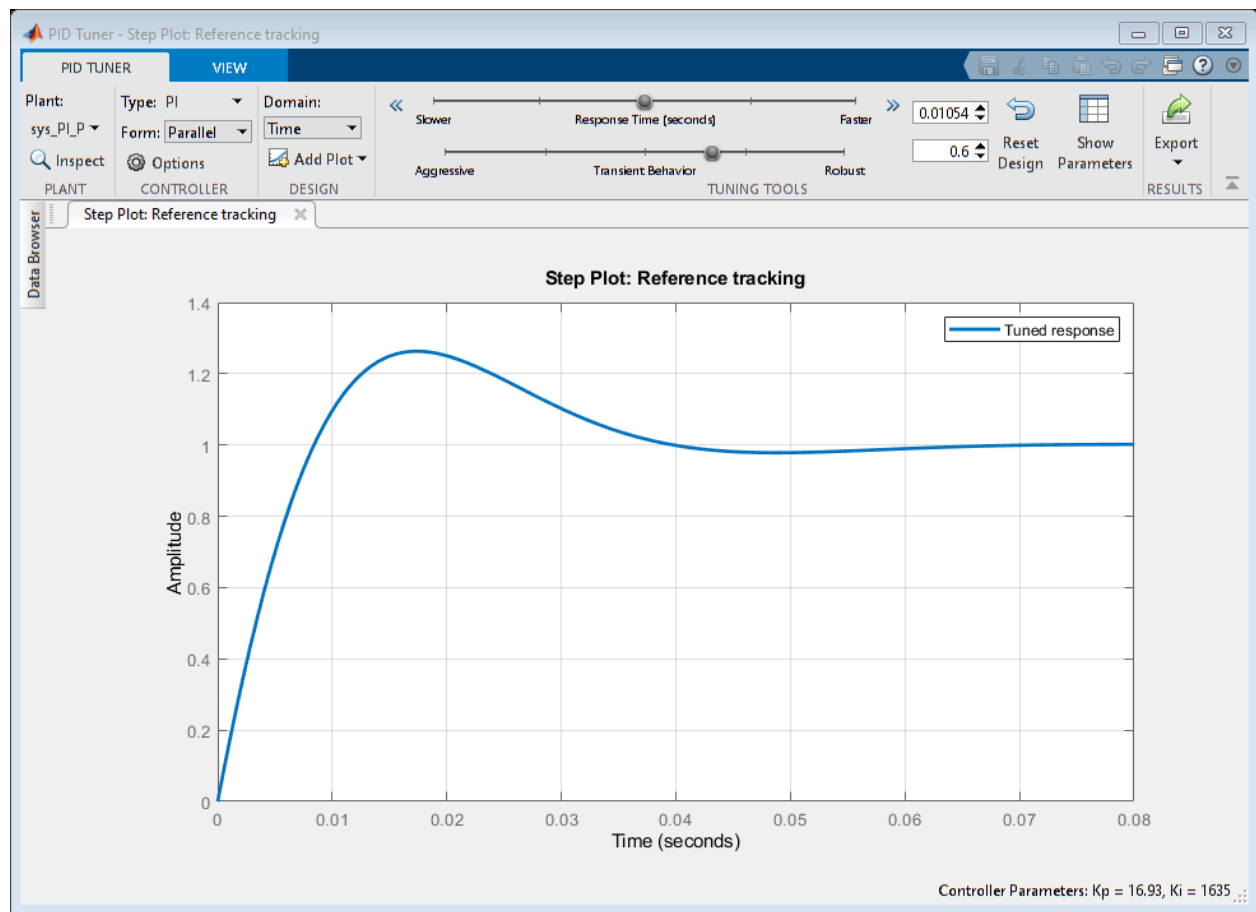 PID Tuner - Step Plot: Reference tracking
PID TUNER VIEW
Plant: Type: PI Domain:
Slower Response Time (seconds) Faster 0.01054
sys_PI_P Form: Parallel Time
Inspect Options Add Plot
Aggressive Transient Behavior Robust 0.6
Reset Design
Show Parameters
Export
PLANT CONTROLLER DESIGN TUNING TOOLS RESULTS
Data Browser
Step Plot: Reference tracking
Step Plot: Reference tracking
Tuned response
1.4
1.2
1
0.8
0.6
0.4
0.2
0
Amplitude
0 0.01 0.02 0.03 0.04 0.05 0.06 0.07 0.08
Time (seconds)
Controller Parameters: Kp = 16.93, Ki = 1635